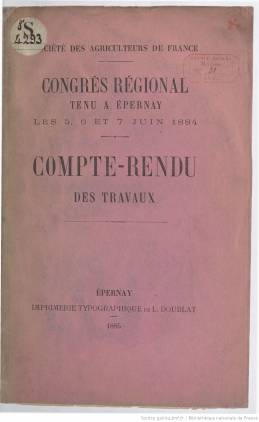 S
4293
SOCIÉTÉ DES AGRICULTEURS DE FRANCE
CONGRÈS RÉGIONAL
TENU A ÉPERNAY
LES 5, 6 ET 7 JUIN 1884
COMPTE-RENDU
DES TRAVAUX
ÉPERNAY
IMPRIMERIE TYPOGRAPHIQUE DE L. DOUBLAT
1885
Source gallica.bnf.fr / Bibliothèque nationale de France